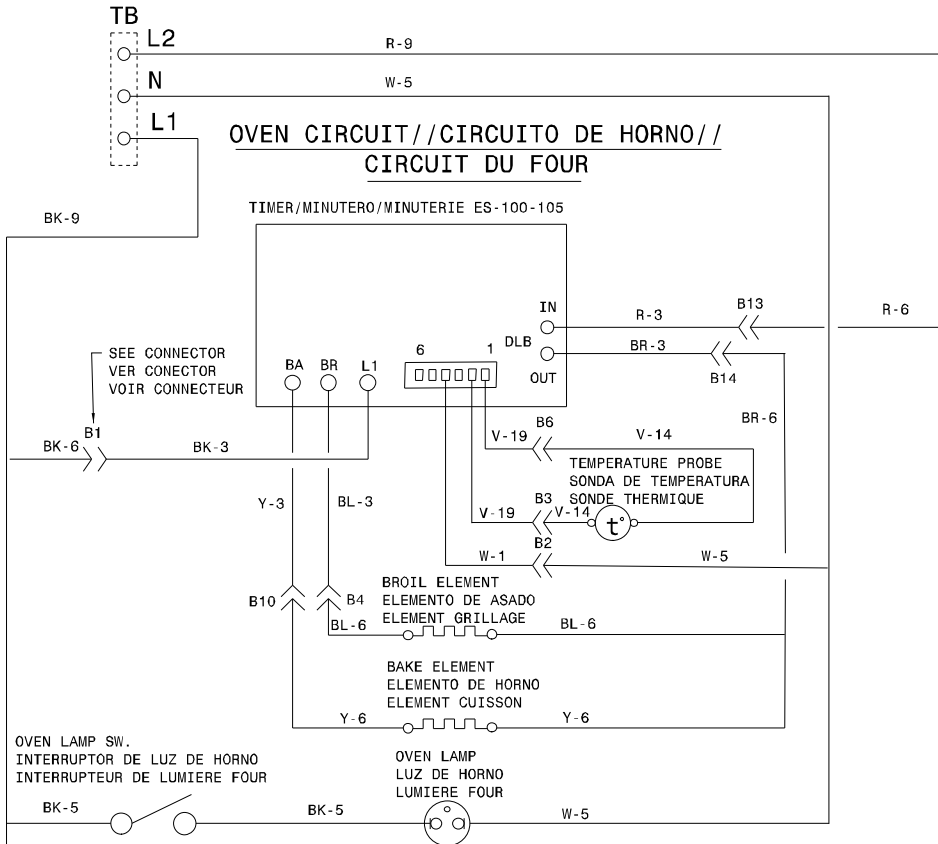 TB
L2
R-9
N
W-5
L1
OVEN CIRCUIT//CIRCUITO DE HORNO//
CIRCUIT DU FOUR
TIMER/MINUTERO/MINUTERIE ES-100-105
BK-9
IN
R-3
B13
R-6
DLB
BR-3
OUT
B14
6
1
BA
BR
L1
SEE CONNECTOR
VER CONECTOR
VOIR CONNECTEUR
B1
BK-6
BK-3
BR-6
V-19
B6
V-14
TEMPERATURE PROBE
SONDA DE TEMPERATURA
SONDE THERMIQUE
Y-3
BL-3
V-19
B3
V-14
t°
W-1
B2
W-5
B10
B4
BROIL ELEMENT
ELEMENTO DE ASADO
ELEMENT GRILLAGE
BL-6
BL-6
BAKE ELEMENT
ELEMENTO DE HORNO
ELEMENT CUISSON
Y-6
Y-6
OVEN LAMP SW.
INTERRUPTOR DE LUZ DE HORNO
INTERRUPTEUR DE LUMIERE FOUR
OVEN LAMP
LUZ DE HORNO
LUMIERE FOUR
BK-5
BK-5
W-5